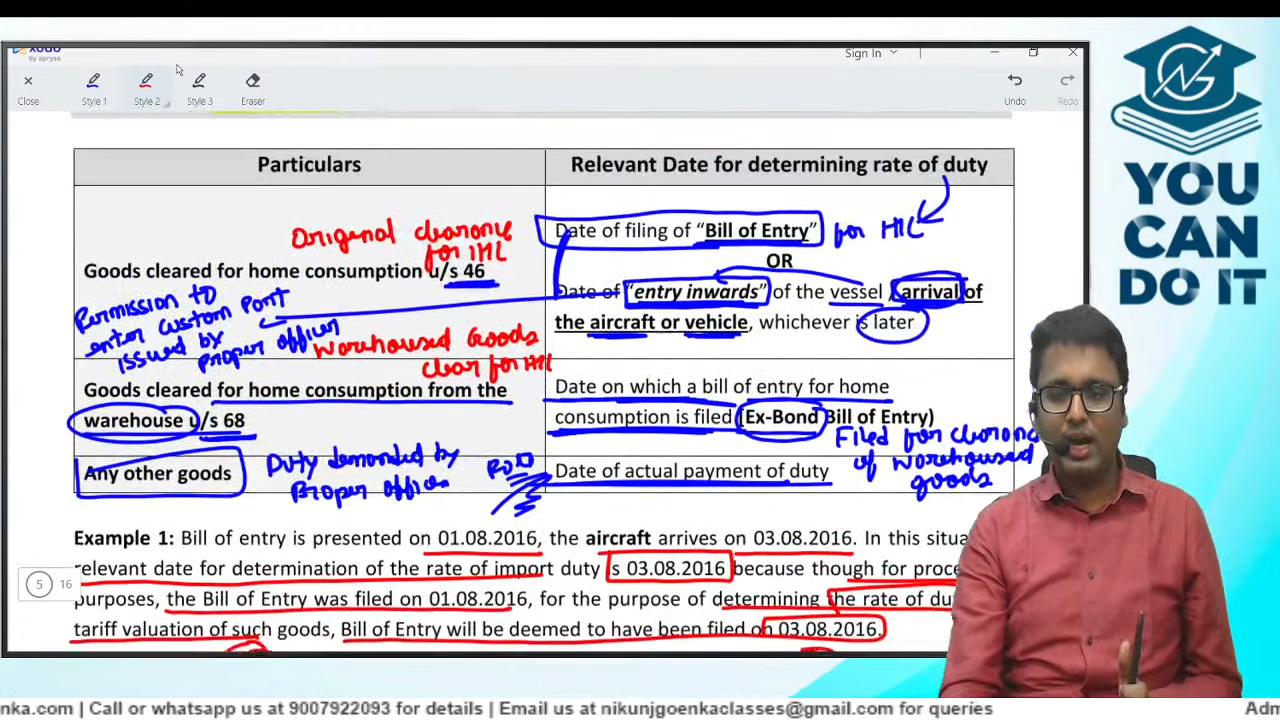 xodo
by apryse
Sign In
Close
Style 1
Style 2
Style 3
Eraser
Undo
Redo
Particulars
Relevant Date for determining rate of duty
Original clearance
for HC
Goods cleared for home consumption u/s 46
Permission to
enter custom port
issued by
proper officer
Date of filing of "Bill of Entry"
for HC
OR
Date of "entry inwards" of the vessel / arrival of
the aircraft or vehicle, whichever is later
Warehoused Goods
clear for HC
Goods cleared for home consumption from the
warehouse u/s 68
Date on which a bill of entry for home
consumption is filed (Ex-Bond Bill of Entry)
Filed for clearance
of warehoused
goods
Any other goods
Duty demanded by
Proper officer
Date of actual payment of duty
Example 1: Bill of entry is presented on 01.08.2016, the aircraft arrives on 03.08.2016. In this
relevant date for determination of the rate of import duty is 03.08.2016 because though for
purposes, the Bill of Entry was filed on 01.08.2016, for the purpose of determining the rate of
tariff valuation of such goods, Bill of Entry will be deemed to have been filed on 03.08.2016.
5 16
YOU
CAN
DO IT
nka.com | Call or whatsapp us at 9007922093 for details | Email us at nikunjgoenkaclasses@gmail.com for queries
Adm